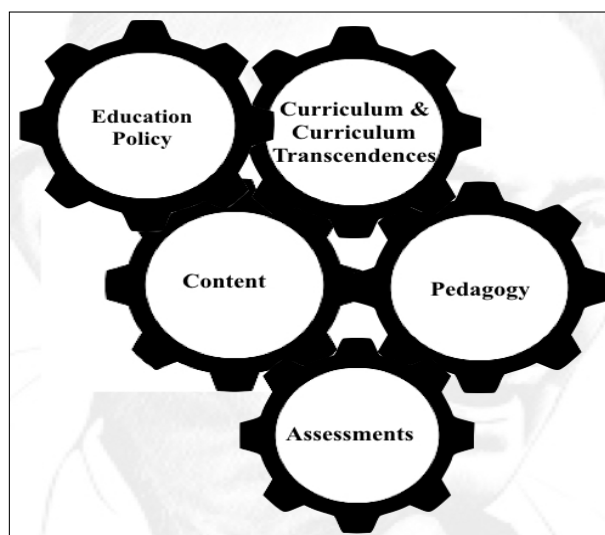 Education
Policy
Curriculum &
Curriculum
Transcendences
Content
Pedagogy
Assessments